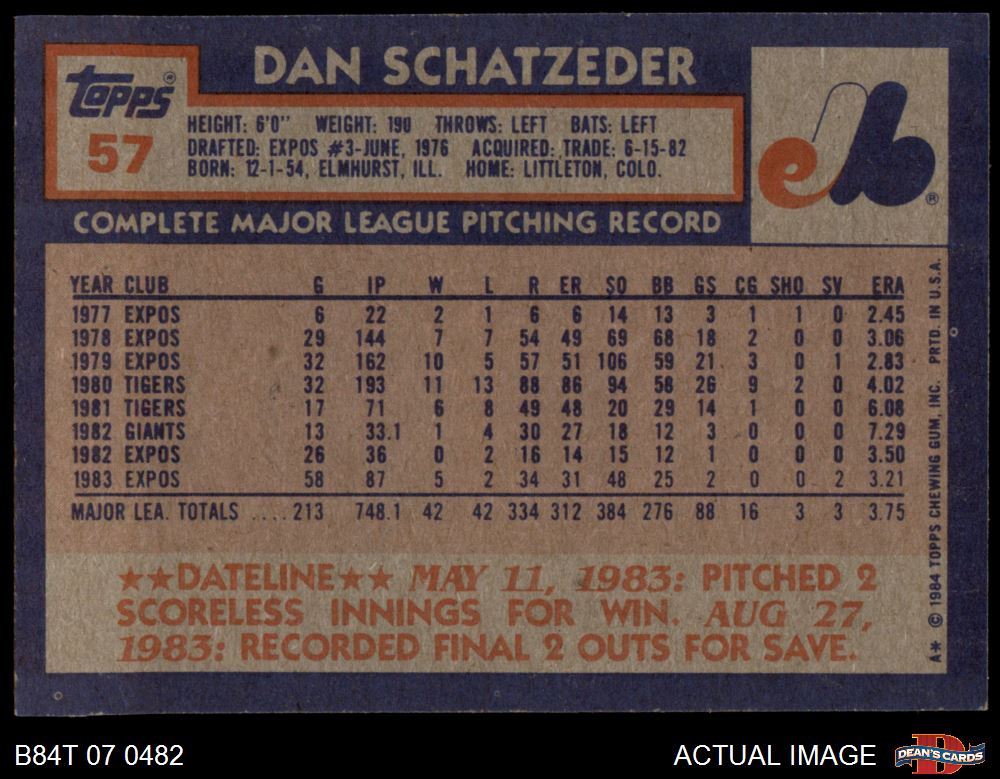 DAN SCHATZEDER
Topps®
57
HEIGHT: 6'0" WEIGHT: 190 THROWS: LEFT BATS: LEFT
DRAFTED: EXPOS #3-JUNE, 1976 ACQUIRED: TRADE: 6-15-82
BORN: 12-1-54, ELMHURST, ILL. HOME: LITTLETON, COLO.
eb®
COMPLETE MAJOR LEAGUE PITCHING RECORD
YEAR CLUB G IP W L R ER SO BB GS CG SHO SV ERA
1977 EXPOS 6 22 2 1 6 6 14 13 3 1 1 0 2.45
1978 EXPOS 29 144 7 7 54 49 69 68 18 2 0 0 3.06
1979 EXPOS 32 162 10 5 57 51 106 59 21 3 0 1 2.83
1980 TIGERS 32 193 11 13 88 86 94 58 26 9 2 0 4.02
1981 TIGERS 17 71 6 8 49 48 20 29 14 1 0 0 6.08
1982 GIANTS 13 33.1 1 4 30 27 18 12 3 0 0 0 7.29
1982 EXPOS 26 36 0 2 16 14 15 12 1 0 0 0 3.50
1983 EXPOS 58 87 5 2 34 31 48 25 2 0 0 2 3.21
MAJOR LEA. TOTALS ....213 748.1 42 42 334 312 384 276 88 16 3 3 3.75
★★DATELINE★★ MAY 11, 1983: PITCHED 2
SCORELESS INNINGS FOR WIN. AUG 27,
1983: RECORDED FINAL 2 OUTS FOR SAVE.
A* © 1984 TOPPS CHEWING GUM, INC. PRTD. IN U.S.A.
B84T 07 0482
ACTUAL IMAGE
DEAN'S CARDS